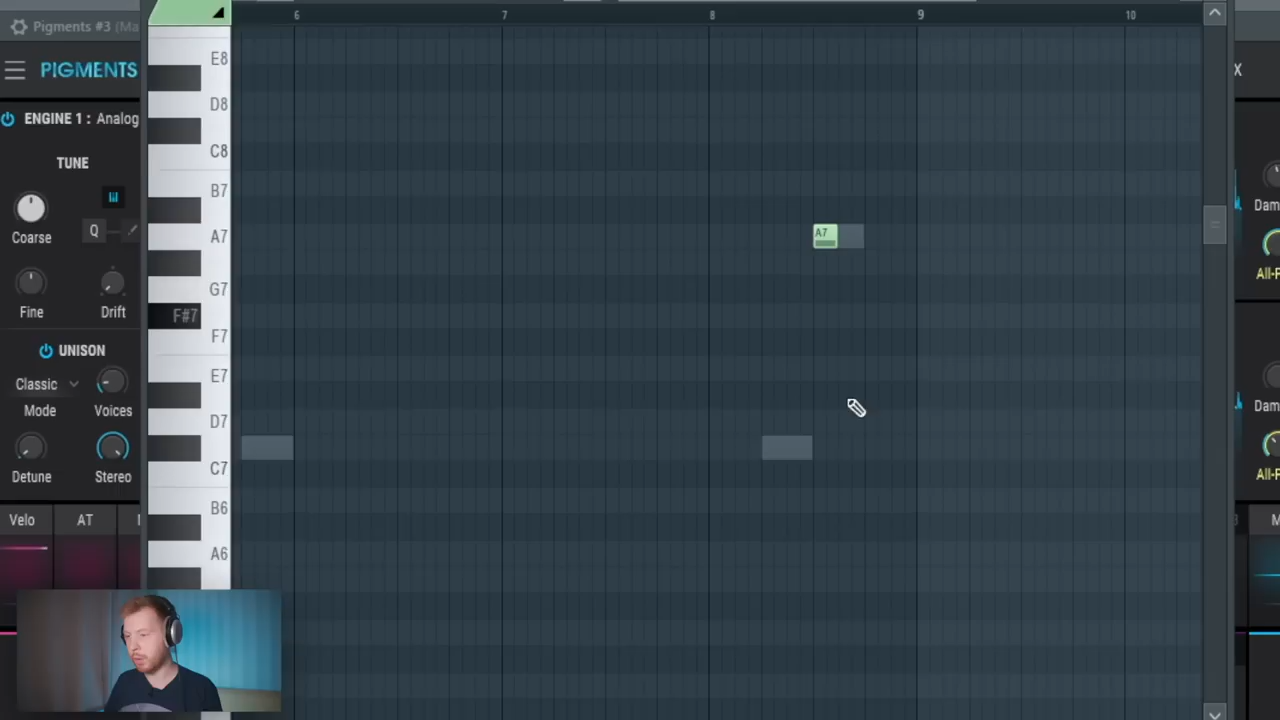 6 7 8 9 10
Pigments #3 (Ma
PIGMENTS
X
ENGINE 1 : Analog
TUNE
Coarse
Q
Fine Drift
UNISON
Classic
Mode Voices
Detune Stereo
Velo AT
E8
D8
C8
B7
A7
G7
F#7
F7
E7
D7
C7
B6
A6
A7
Dam
All-F
Dam
All-F
M